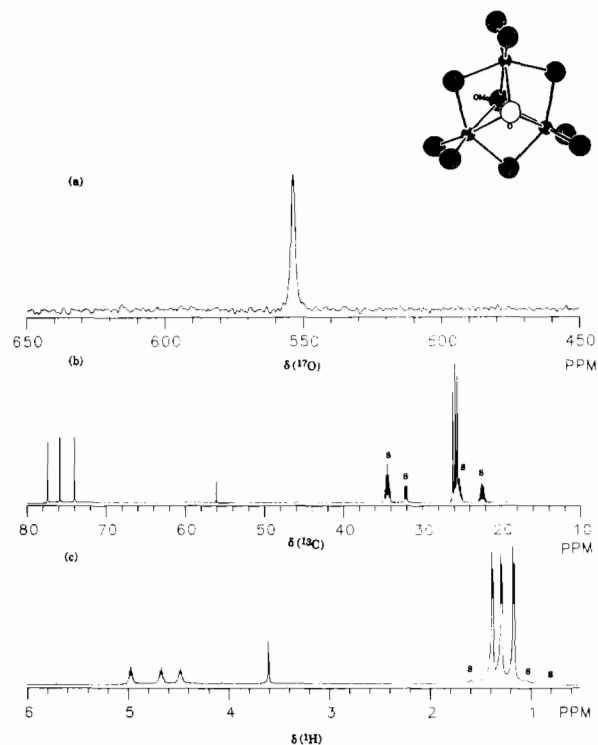 OMe
O
(a)
650 600 550 500 450
δ(¹⁷O) PPM
(b)
s s s s
80 70 60 50 40 30 20 10
δ(¹³C) PPM
(c)
s s s
6 5 4 3 2 1 PPM
δ(¹H)